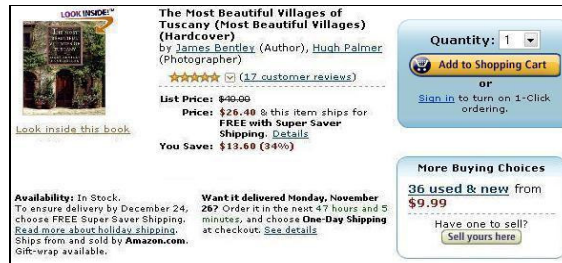 LOOK INSIDE!™
THE MOST
BEAUTIFUL
VILLAGES OF
TUSCANY
Look inside this book
The Most Beautiful Villages of
Tuscany (Most Beautiful Villages)
(Hardcover)
by James Bentley (Author), Hugh Palmer
(Photographer)
(17 customer reviews)
List Price: $40.00
Price: $26.40 & this item ships for
FREE with Super Saver
Shipping. Details
You Save: $13.60 (34%)
Availability: In Stock.
To ensure delivery by December 24,
choose FREE Super Saver Shipping.
Read more about holiday shipping.
Ships from and sold by Amazon.com.
Gift-wrap available.
Want it delivered Monday, November
26? Order it in the next 47 hours and 5
minutes, and choose One-Day Shipping
at checkout. See details
Quantity: 1
Add to Shopping Cart
or
Sign in to turn on 1-Click
ordering.
More Buying Choices
36 used & new from
$9.99
Have one to sell?
Sell yours here